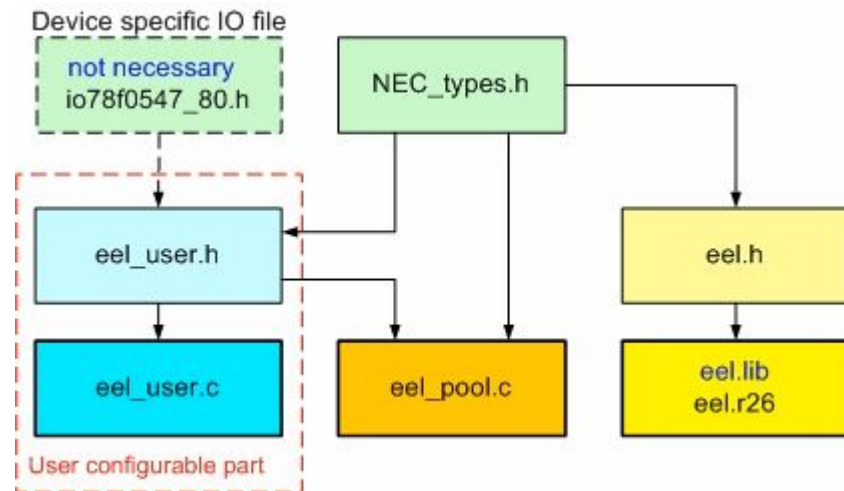 Device specific IO file
not necessary
io78f0547_80.h
NEC_types.h
eel_user.h
eel.h
eel_user.c
eel_pool.c
eel.lib
eel.r26
User configurable part